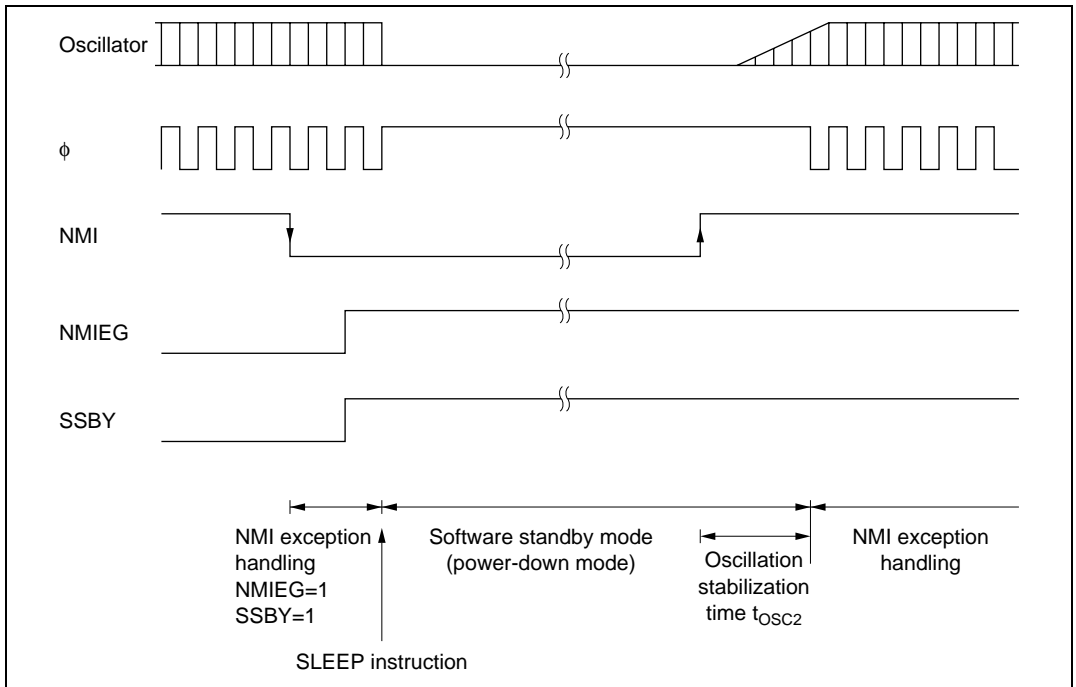 Oscillator
φ
NMI
NMIEG
SSBY
NMI exception
handling
NMIEG=1
SSBY=1
Software standby mode
(power-down mode)
Oscillation
stabilization
time tOSC2
NMI exception
handling
SLEEP instruction